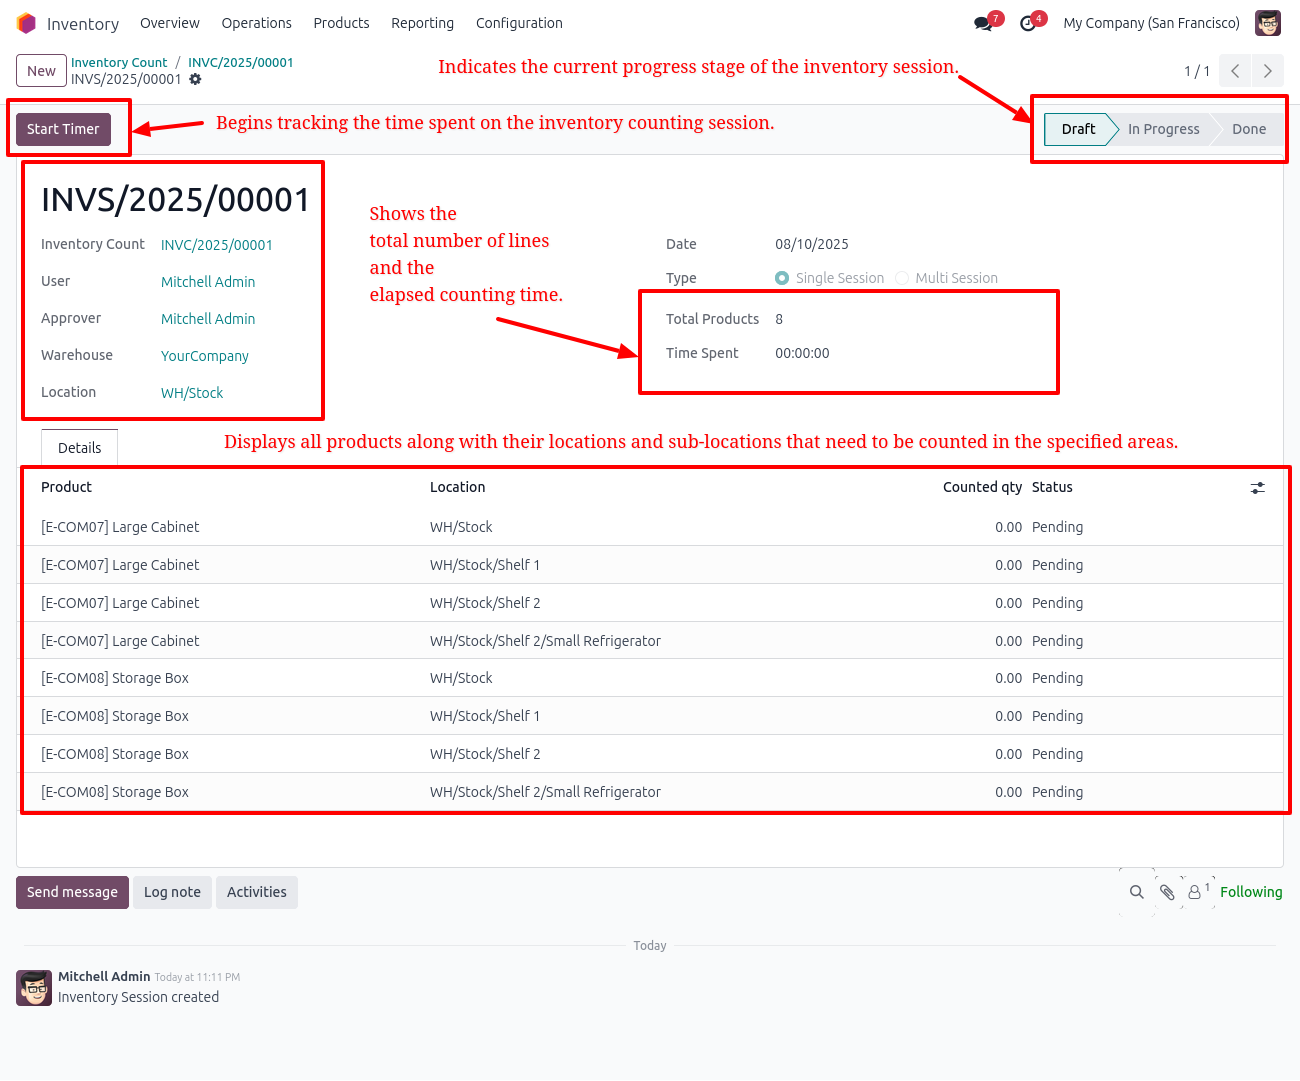 Inventory Overview Operations Products Reporting Configuration 7 4 My Company (San Francisco)
New Inventory Count / INVC/2025/00001
INVS/2025/00001
Indicates the current progress stage of the inventory session.
1 / 1
Start Timer
Begins tracking the time spent on the inventory counting session.
Draft In Progress Done
INVS/2025/00001
Inventory Count INVC/2025/00001
User Mitchell Admin
Approver Mitchell Admin
Warehouse YourCompany
Location WH/Stock
Shows the
total number of lines
and the
elapsed counting time.
Date 08/10/2025
Type Single Session Multi Session
Total Products 8
Time Spent 00:00:00
Details
Displays all products along with their locations and sub-locations that need to be counted in the specified areas.
Product Location Counted qty Status
[E-COM07] Large Cabinet WH/Stock 0.00 Pending
[E-COM07] Large Cabinet WH/Stock/Shelf 1 0.00 Pending
[E-COM07] Large Cabinet WH/Stock/Shelf 2 0.00 Pending
[E-COM07] Large Cabinet WH/Stock/Shelf 2/Small Refrigerator 0.00 Pending
[E-COM08] Storage Box WH/Stock 0.00 Pending
[E-COM08] Storage Box WH/Stock/Shelf 1 0.00 Pending
[E-COM08] Storage Box WH/Stock/Shelf 2 0.00 Pending
[E-COM08] Storage Box WH/Stock/Shelf 2/Small Refrigerator 0.00 Pending
Send message Log note Activities 1 Following
Today
Mitchell Admin Today at 11:11 PM
Inventory Session created